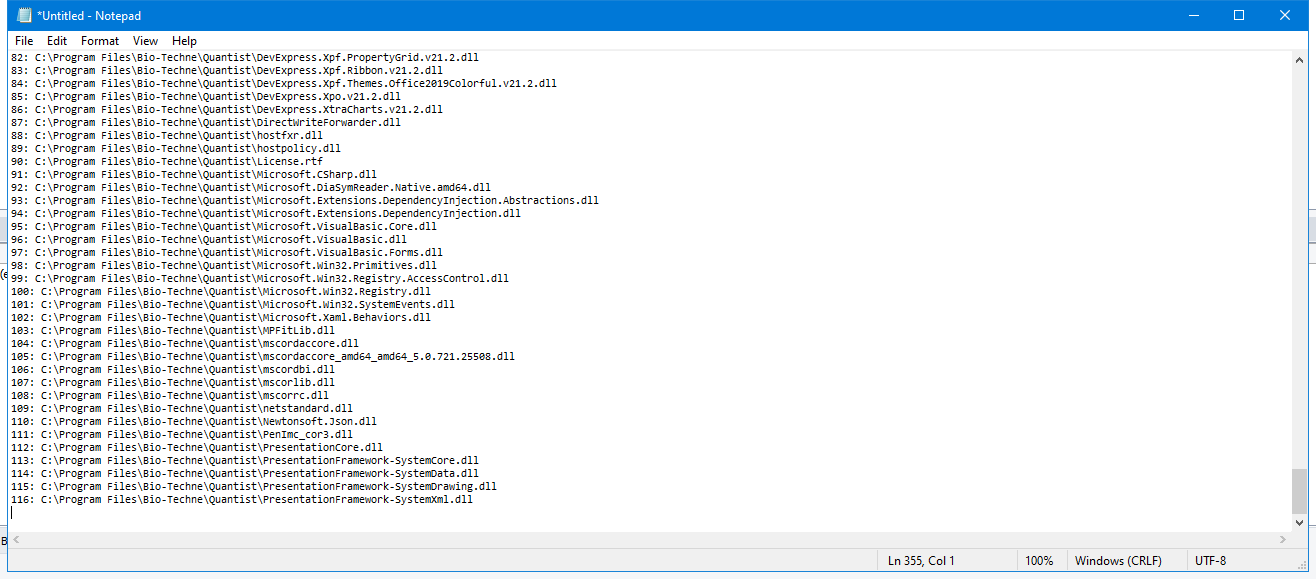 *Untitled - Notepad
File Edit Format View Help
82: C:\Program Files\Bio-Techne\Quantist\DevExpress.Xpf.PropertyGrid.v21.2.dll
83: C:\Program Files\Bio-Techne\Quantist\DevExpress.Xpf.Ribbon.v21.2.dll
84: C:\Program Files\Bio-Techne\Quantist\DevExpress.Xpf.Themes.Office2019Colorful.v21.2.dll
85: C:\Program Files\Bio-Techne\Quantist\DevExpress.Xpo.v21.2.dll
86: C:\Program Files\Bio-Techne\Quantist\DevExpress.XtraCharts.v21.2.dll
87: C:\Program Files\Bio-Techne\Quantist\DirectWriteForwarder.dll
88: C:\Program Files\Bio-Techne\Quantist\hostfxr.dll
89: C:\Program Files\Bio-Techne\Quantist\hostpolicy.dll
90: C:\Program Files\Bio-Techne\Quantist\License.rtf
91: C:\Program Files\Bio-Techne\Quantist\Microsoft.CSharp.dll
92: C:\Program Files\Bio-Techne\Quantist\Microsoft.DiaSymReader.Native.amd64.dll
93: C:\Program Files\Bio-Techne\Quantist\Microsoft.Extensions.DependencyInjection.Abstractions.dll
94: C:\Program Files\Bio-Techne\Quantist\Microsoft.Extensions.DependencyInjection.dll
95: C:\Program Files\Bio-Techne\Quantist\Microsoft.VisualBasic.Core.dll
96: C:\Program Files\Bio-Techne\Quantist\Microsoft.VisualBasic.dll
97: C:\Program Files\Bio-Techne\Quantist\Microsoft.VisualBasic.Forms.dll
98: C:\Program Files\Bio-Techne\Quantist\Microsoft.Win32.Primitives.dll
99: C:\Program Files\Bio-Techne\Quantist\Microsoft.Win32.Registry.AccessControl.dll
100: C:\Program Files\Bio-Techne\Quantist\Microsoft.Win32.Registry.dll
101: C:\Program Files\Bio-Techne\Quantist\Microsoft.Win32.SystemEvents.dll
102: C:\Program Files\Bio-Techne\Quantist\Microsoft.Xaml.Behaviors.dll
103: C:\Program Files\Bio-Techne\Quantist\MPFitLib.dll
104: C:\Program Files\Bio-Techne\Quantist\mscordaccore.dll
105: C:\Program Files\Bio-Techne\Quantist\mscordaccore_amd64_amd64_5.0.721.25508.dll
106: C:\Program Files\Bio-Techne\Quantist\mscordbi.dll
107: C:\Program Files\Bio-Techne\Quantist\mscorlib.dll
108: C:\Program Files\Bio-Techne\Quantist\mscorrc.dll
109: C:\Program Files\Bio-Techne\Quantist\netstandard.dll
110: C:\Program Files\Bio-Techne\Quantist\Newtonsoft.Json.dll
111: C:\Program Files\Bio-Techne\Quantist\PenImc_cor3.dll
112: C:\Program Files\Bio-Techne\Quantist\PresentationCore.dll
113: C:\Program Files\Bio-Techne\Quantist\PresentationFramework-SystemCore.dll
114: C:\Program Files\Bio-Techne\Quantist\PresentationFramework-SystemData.dll
115: C:\Program Files\Bio-Techne\Quantist\PresentationFramework-SystemDrawing.dll
116: C:\Program Files\Bio-Techne\Quantist\PresentationFramework-SystemXml.dll
Ln 355, Col 1 100% Windows (CRLF) UTF-8